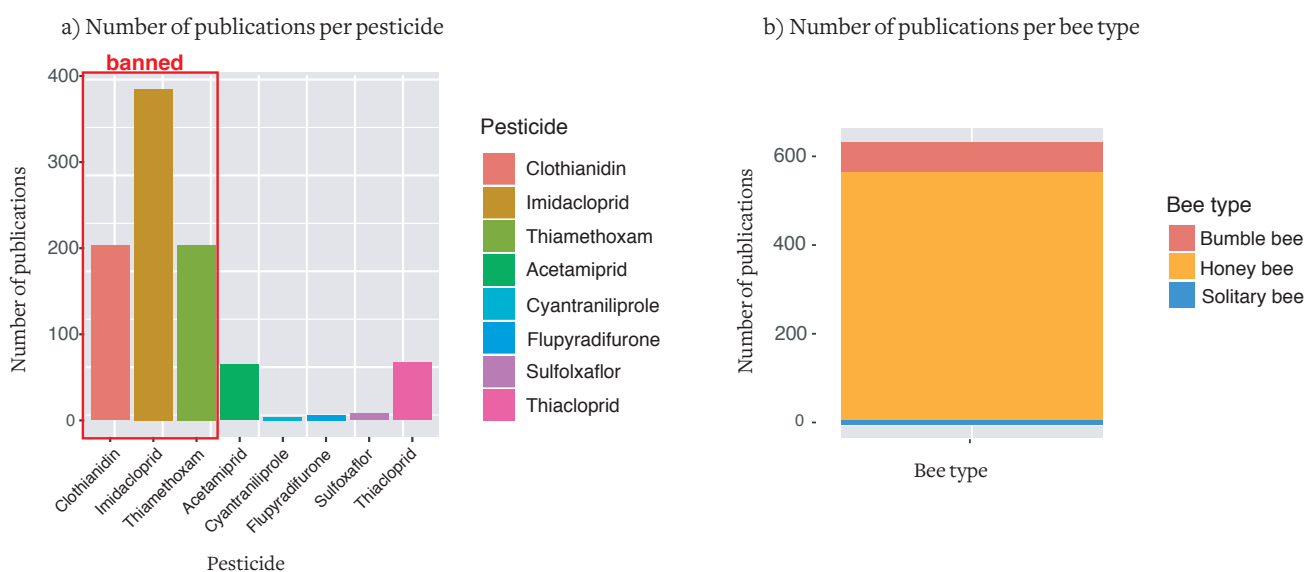 a) Number of publications per pesticide
banned
400
300
200
100
0
Number of publications
Clothianidin
Imidacloprid
Thiamethoxam
Acetamiprid
Cyantraniliprole
Flupyradifurone
Sulfoxaflor
Thiacloprid
Pesticide
Pesticide
Clothianidin
Imidacloprid
Thiamethoxam
Acetamiprid
Cyantraniliprole
Flupyradifurone
Sulfolxaflor
Thiacloprid
b) Number of publications per bee type
600
400
200
0
Number of publications
Bee type
Bee type
Bumble bee
Honey bee
Solitary bee